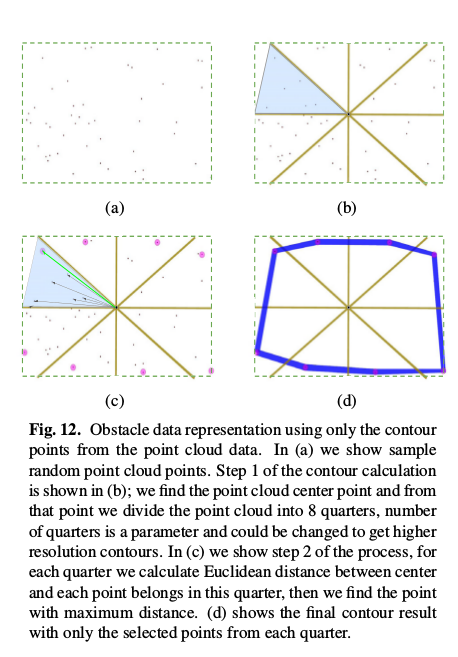 (a)
(b)
(c)
(d)
Fig. 12. Obstacle data representation using only the contour
points from the point cloud data. In (a) we show sample
random point cloud points. Step 1 of the contour calculation
is shown in (b); we find the point cloud center point and from
that point we divide the point cloud into 8 quarters, number
of quarters is a parameter and could be changed to get higher
resolution contours. In (c) we show step 2 of the process, for
each quarter we calculate Euclidean distance between center
and each point belongs in this quarter, then we find the point
with maximum distance. (d) shows the final contour result
with only the selected points from each quarter.